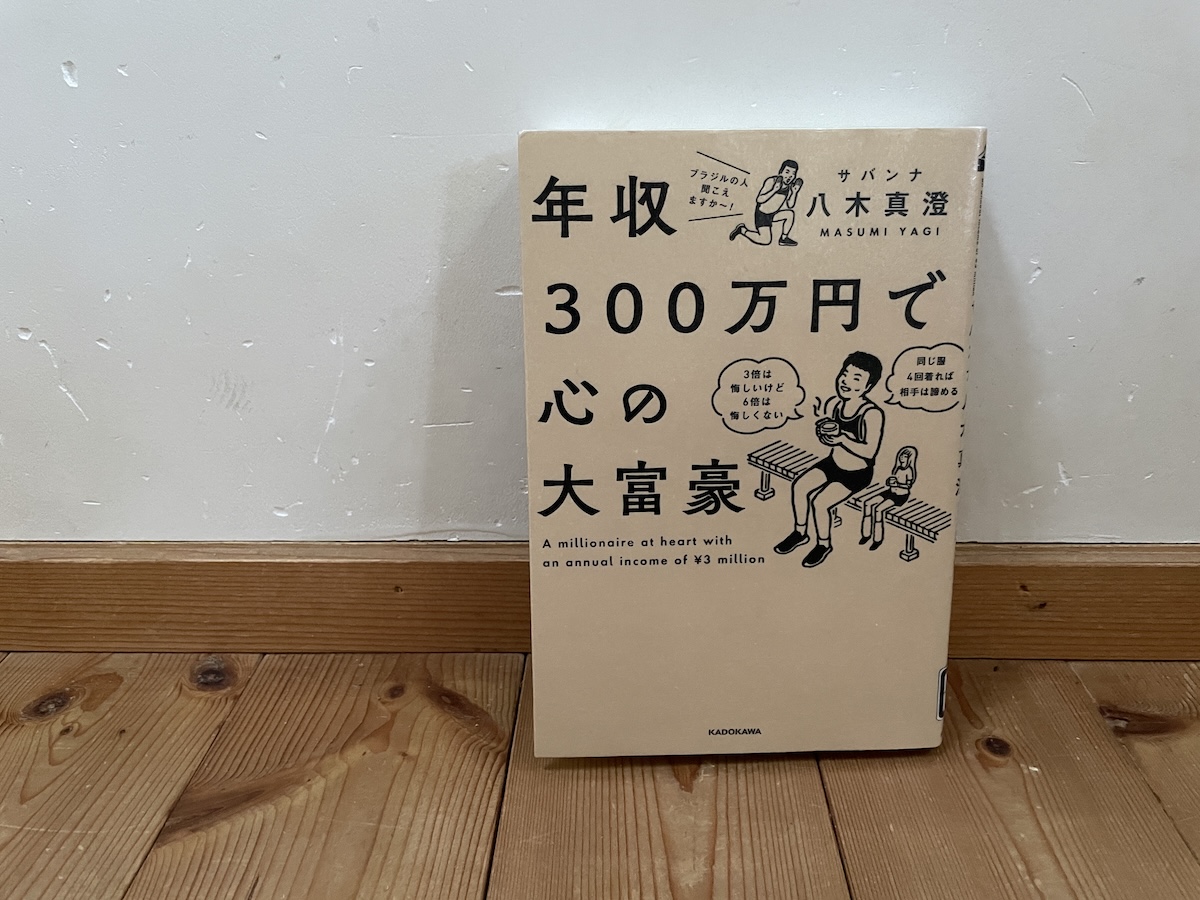 年収
ブラジルの人
聞こえ
ますか〜!
サバンナ
八木真澄
MASUMI YAGI
300万円で
心の
大富豪
3倍は
悔しいけど
6倍は
悔しくない
同じ服
4回着れば
相手は諦める
A millionaire at heart with
an annual income of ¥3 million
KADOKAWA